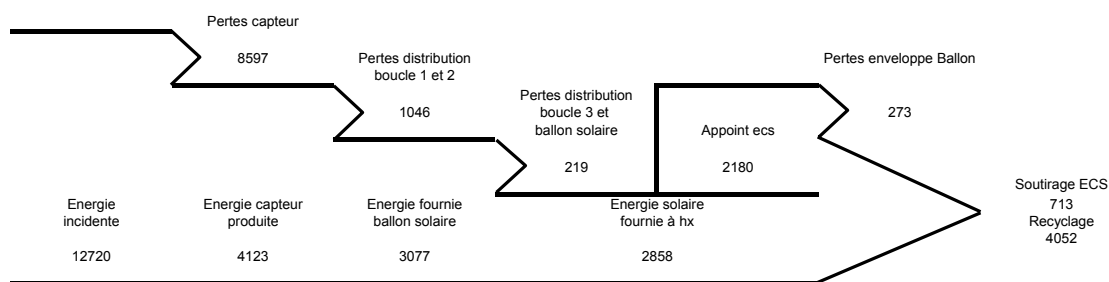 Pertes capteur
8597
Pertes distribution
boucle 1 et 2
1046
Pertes distribution
boucle 3 et
ballon solaire
219
Appoint ecs
2180
Pertes enveloppe Ballon
273
Energie
incidente
12720
Energie capteur
produite
4123
Energie fournie
ballon solaire
3077
Energie solaire
fournie à hx
2858
Soutirage ECS
713
Recyclage
4052